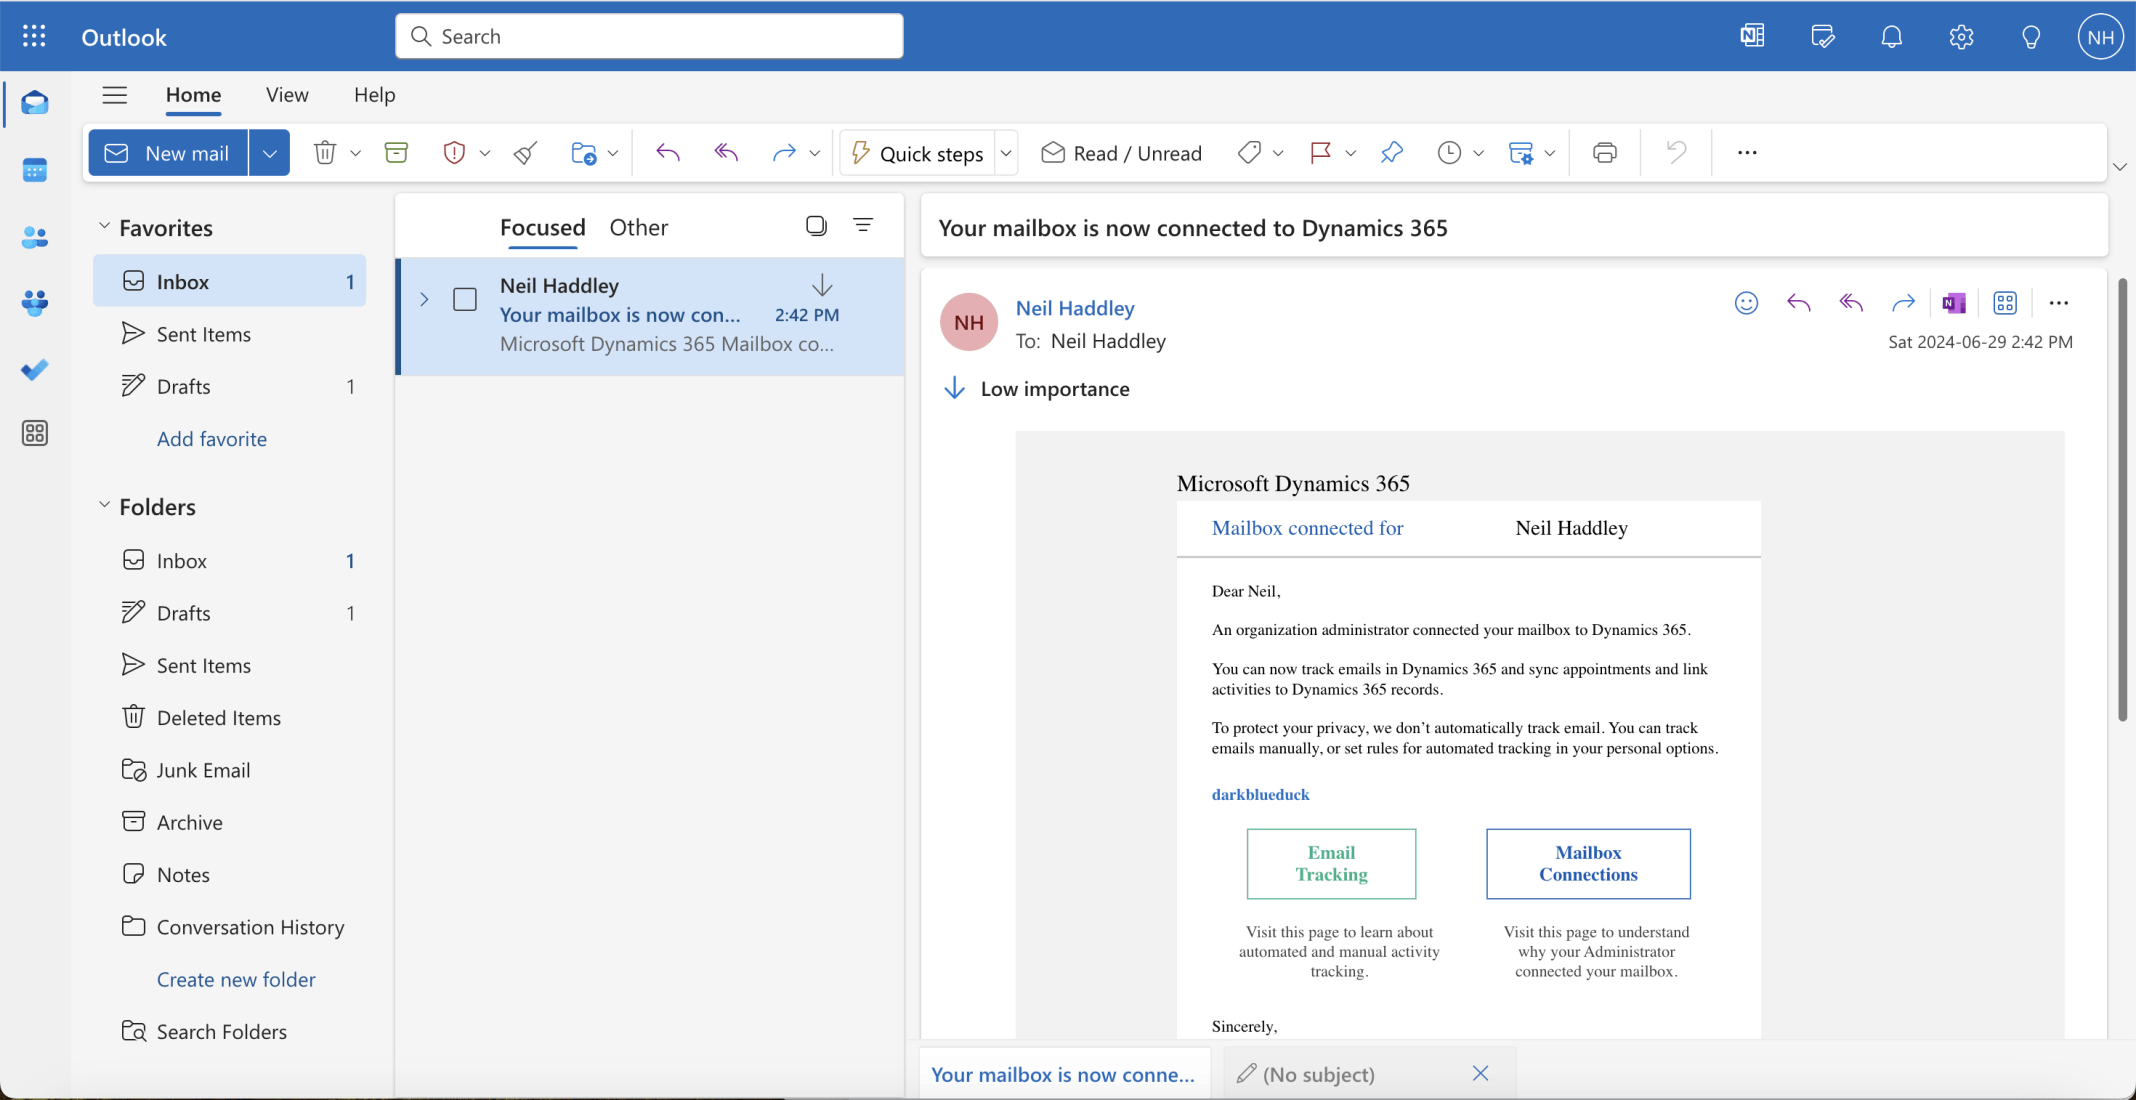 Outlook
Search
NH
Home View Help
New mail
Quick steps
Read / Unread
Favorites
Inbox 1
Sent Items
Drafts 1
Add favorite
Folders
Inbox 1
Drafts 1
Sent Items
Deleted Items
Junk Email
Archive
Notes
Conversation History
Create new folder
Search Folders
Focused Other
Neil Haddley
Your mailbox is now con... 2:42 PM
Microsoft Dynamics 365 Mailbox co...
Your mailbox is now connected to Dynamics 365
NH
Neil Haddley
To: Neil Haddley
Sat 2024-06-29 2:42 PM
Low importance
Microsoft Dynamics 365
Mailbox connected for Neil Haddley
Dear Neil,
An organization administrator connected your mailbox to Dynamics 365.
You can now track emails in Dynamics 365 and sync appointments and link
activities to Dynamics 365 records.
To protect your privacy, we don’t automatically track email. You can track
emails manually, or set rules for automated tracking in your personal options.
darkblueduck
Email
Tracking
Visit this page to learn about
automated and manual activity
tracking.
Mailbox
Connections
Visit this page to understand
why your Administrator
connected your mailbox.
Sincerely,
Your mailbox is now conne...
(No subject)